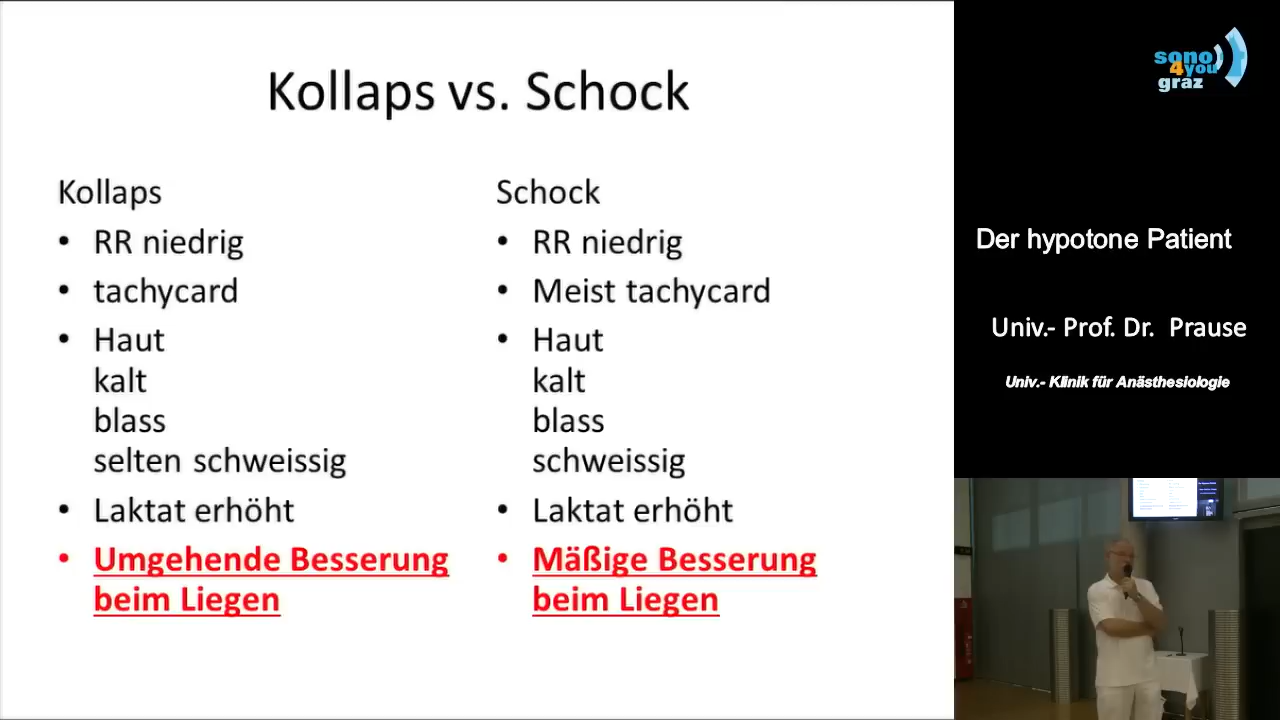 Kollaps vs. Schock
Kollaps
• RR niedrig
• tachycard
• Haut
kalt
blass
selten schweissig
• Laktat erhöht
• Umgehende Besserung
beim Liegen
Schock
• RR niedrig
• Meist tachycard
• Haut
kalt
blass
schweissig
• Laktat erhöht
• Mäßige Besserung
beim Liegen
sono
4you
graz
Der hypotone Patient
Univ.- Prof. Dr. Prause
Univ.- Klinik für Anästhesiologie